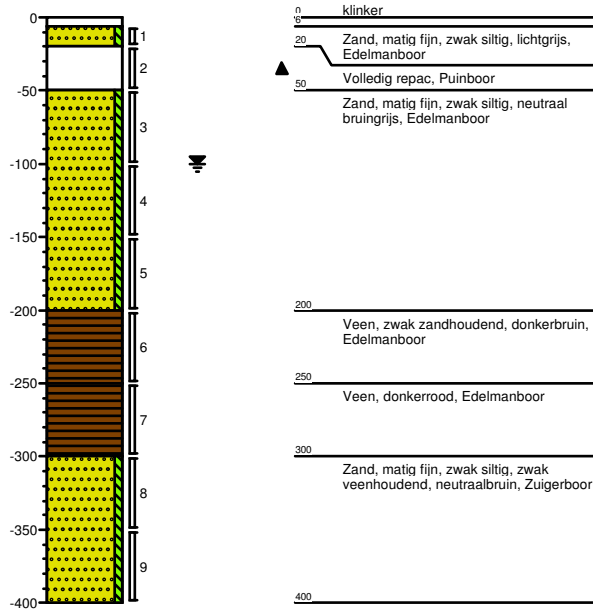 0
-50
-100
-150
-200
-250
-300
-350
-400
1
2
3
4
5
6
7
8
9
0
klinker
6
20
Zand, matig fijn, zwak siltig, lichtgrijs,
Edelmanboor
Volledig repac, Puinboor
50
Zand, matig fijn, zwak siltig, neutraal
bruingrijs, Edelmanboor
200
Veen, zwak zandhoudend, donkerbruin,
Edelmanboor
250
Veen, donkerrood, Edelmanboor
300
Zand, matig fijn, zwak siltig, zwak
veenhoudend, neutraalbruin, Zuigerboor
400